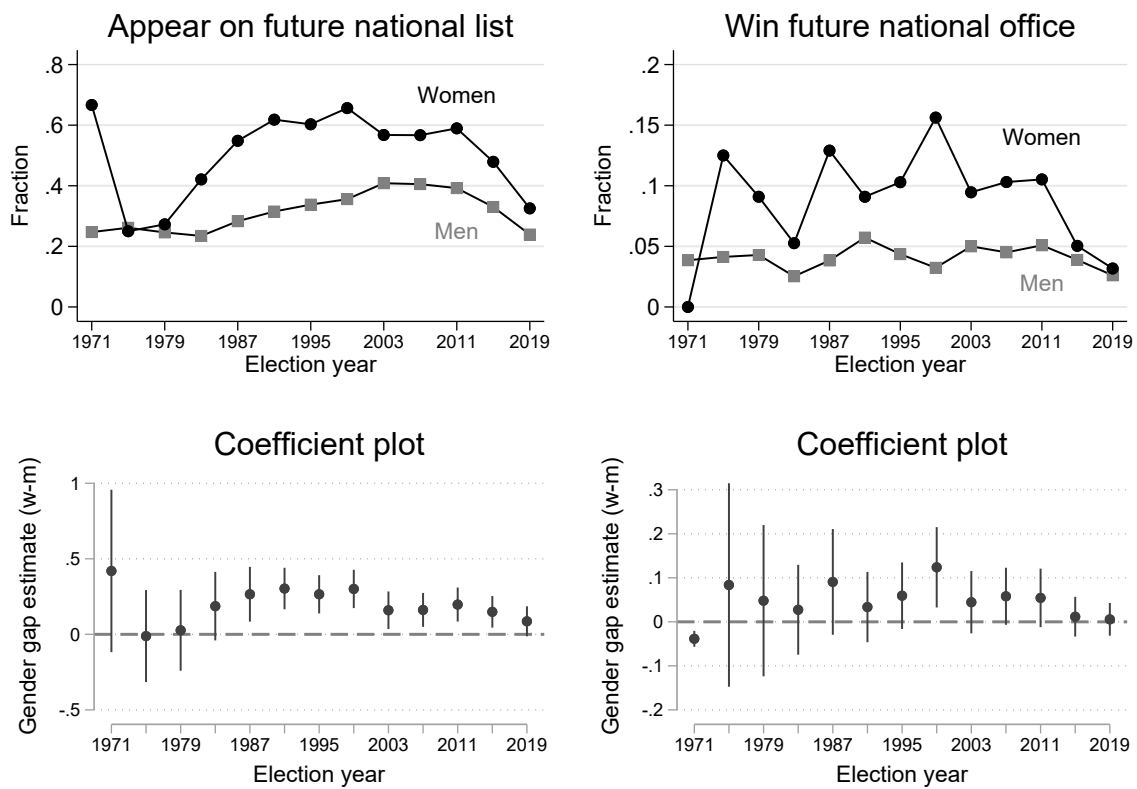 Appear on future national list
Fraction
.8
.6
.4
.2
0
Women
Men
1971 1979 1987 1995 2003 2011 2019
Election year
Win future national office
Fraction
.2
.15
.1
.05
0
Women
Men
1971 1979 1987 1995 2003 2011 2019
Election year
Coefficient plot
Gender gap estimate (w-m)
1
.5
0
-.5
1971 1979 1987 1995 2003 2011 2019
Election year
Coefficient plot
Gender gap estimate (w-m)
.3
.2
.1
0
-.1
-.2
1971 1979 1987 1995 2003 2011 2019
Election year